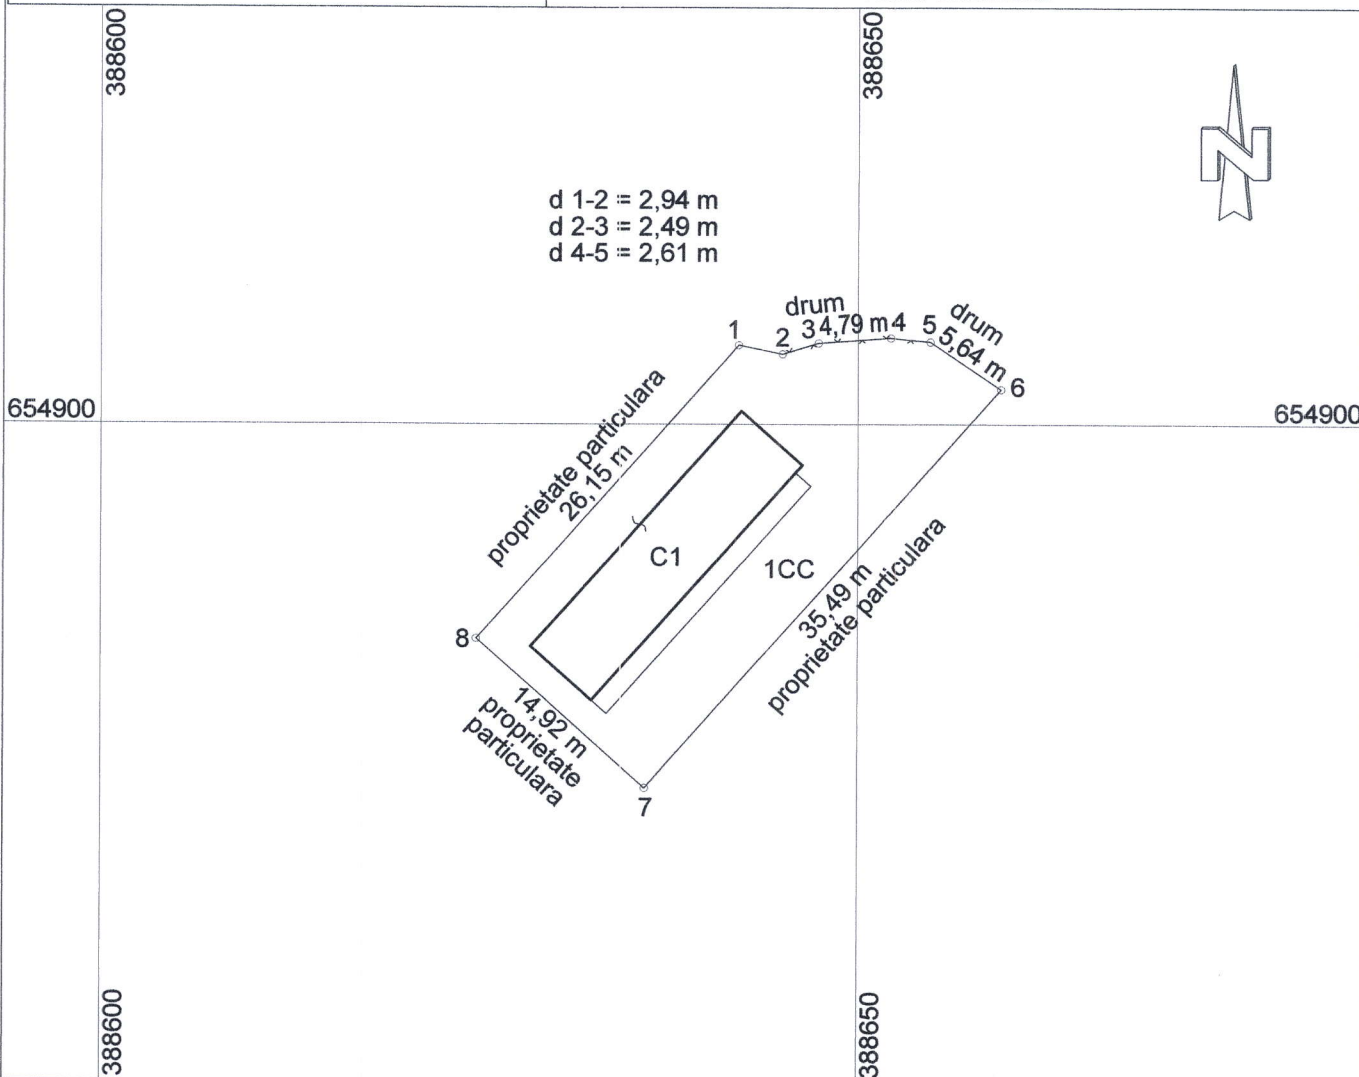 388600
388650
N
d 1-2 = 2,94 m
d 2-3 = 2,49 m
d 4-5 = 2,61 m
drum
drum
1
2
3
4,79 m
4
5
5,64 m
6
654900
654900
proprietate particulara
26,15 m
C1
1CC
35,49 m
proprietate particulara
8
14,92 m
proprietate
particulara
7
388600
388650